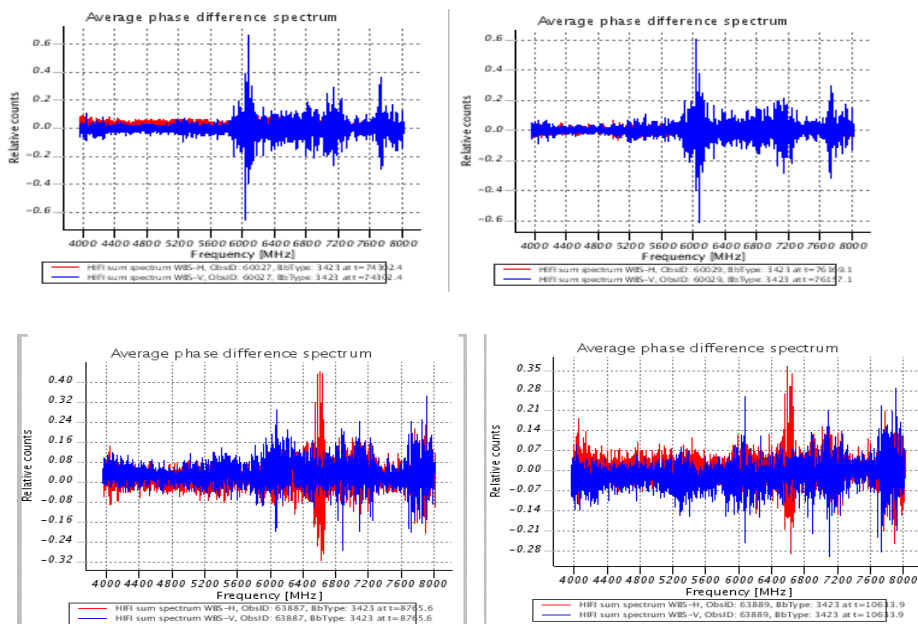 Average phase difference spectrum
Relative counts
0.6
0.4
0.2
0.0
−0.2
−0.4
−0.6
4000 4400 4800 5200 5600 6000 6400 6800 7200 7600 8000
Frequency [MHz]
HIFI sum spectrum WBS-H, ObsID: 60027, BbType: 3423 at t=74302.4
HIFI sum spectrum WBS-V, ObsID: 60027, BbType: 3423 at t=74302.4
Average phase difference spectrum
Relative counts
0.6
0.4
0.2
0.0
−0.2
−0.4
−0.6
4000 4400 4800 5200 5600 6000 6400 6800 7200 7600 8000
Frequency [MHz]
HIFI sum spectrum WBS-H, ObsID: 60029, BbType: 3423 at
HIFI sum spectrum WBS-V, ObsID: 60029, BbType: 3423 at
Average phase difference spectrum
Relative counts
0.40
0.32
0.24
0.16
0.08
0.00
−0.08
−0.16
−0.24
−0.32
4000 4400 4800 5200 5600 6000 6400 6800 7200 7600 8000
Frequency [MHz]
HIFI sum spectrum WBS-H, ObsID: 63887, BbType: 3423 at t=8765.6
HIFI sum spectrum WBS-V, ObsID: 63887, BbType: 3423 at t=8765.6
Average phase difference spectrum
Relative counts
0.35
0.28
0.21
0.14
0.07
0.00
−0.07
−0.14
−0.21
−0.28
4000 4400 4800 5200 5600 6000 6400 6800 7200 7600 8000
Frequency [MHz]
HIFI sum spectrum WBS-H, ObsID: 63889, BbType: 3423 at t=10633.9
HIFI sum spectrum WBS-V, ObsID: 63889, BbType: 3423 at t=10633.9